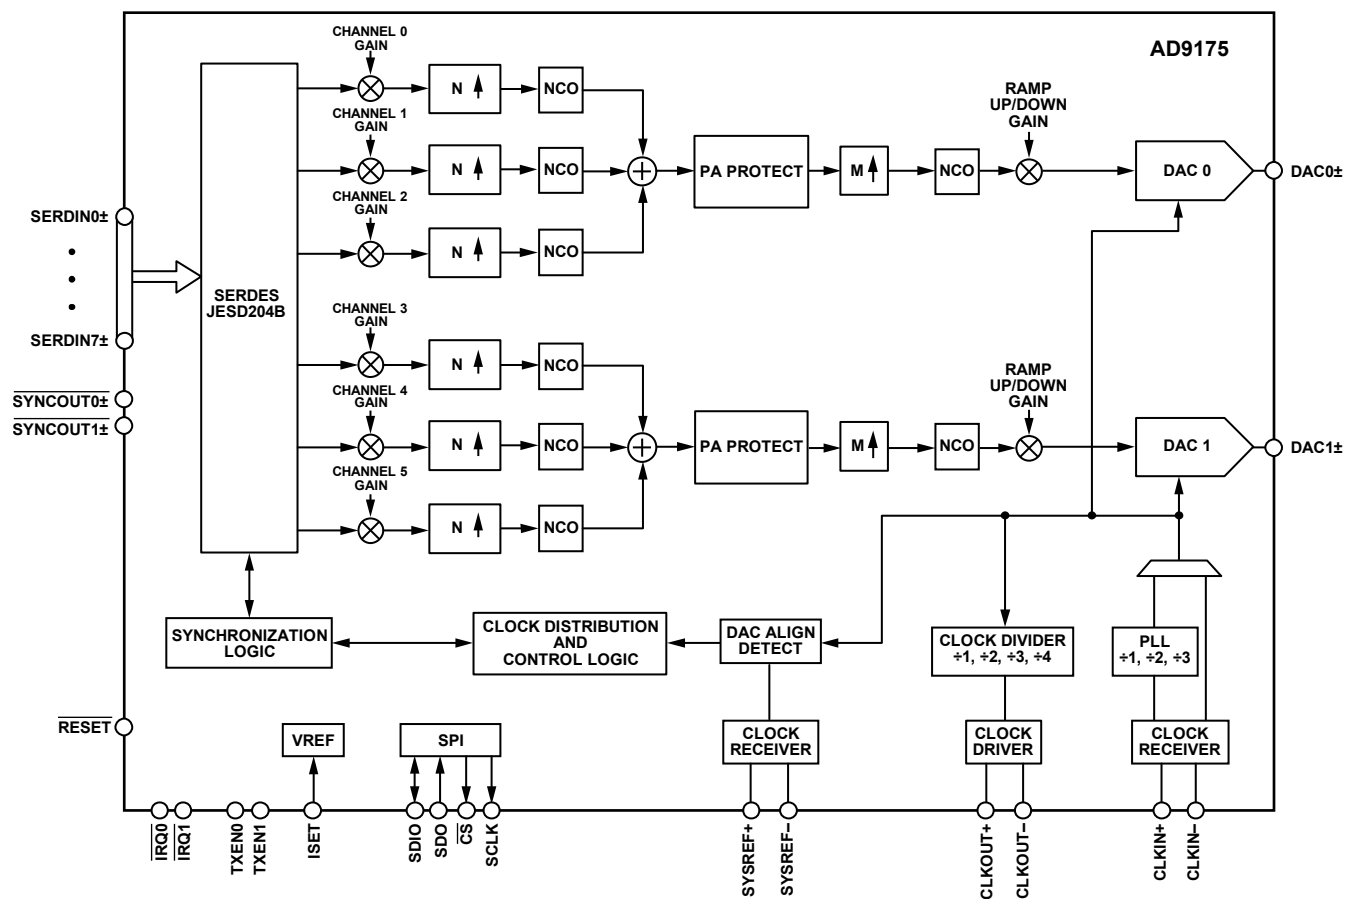 AD9175
CHANNEL 0
GAIN
N
NCO
CHANNEL 1
GAIN
N
NCO
CHANNEL 2
GAIN
N
NCO
PA PROTECT
M
NCO
RAMP
UP/DOWN
GAIN
DAC 0
DAC0±
SERDIN0±
SERDIN7±
SYNCOUT0±
SYNCOUT1±
SERDES
JESD204B
CHANNEL 3
GAIN
N
NCO
CHANNEL 4
GAIN
N
NCO
CHANNEL 5
GAIN
N
NCO
PA PROTECT
M
NCO
RAMP
UP/DOWN
GAIN
DAC 1
DAC1±
SYNCHRONIZATION
LOGIC
CLOCK DISTRIBUTION
AND
CONTROL LOGIC
DAC ALIGN
DETECT
CLOCK DIVIDER
÷1, ÷2, ÷3, ÷4
PLL
÷1, ÷2, ÷3
RESET
VREF
SPI
CLOCK
RECEIVER
CLOCK
DRIVER
CLOCK
RECEIVER
IRQ0
IRQ1
TXEN0
TXEN1
ISET
SDIO
SDO
CS
SCLK
SYSREF+
SYSREF–
CLKOUT+
CLKOUT–
CLKIN+
CLKIN–